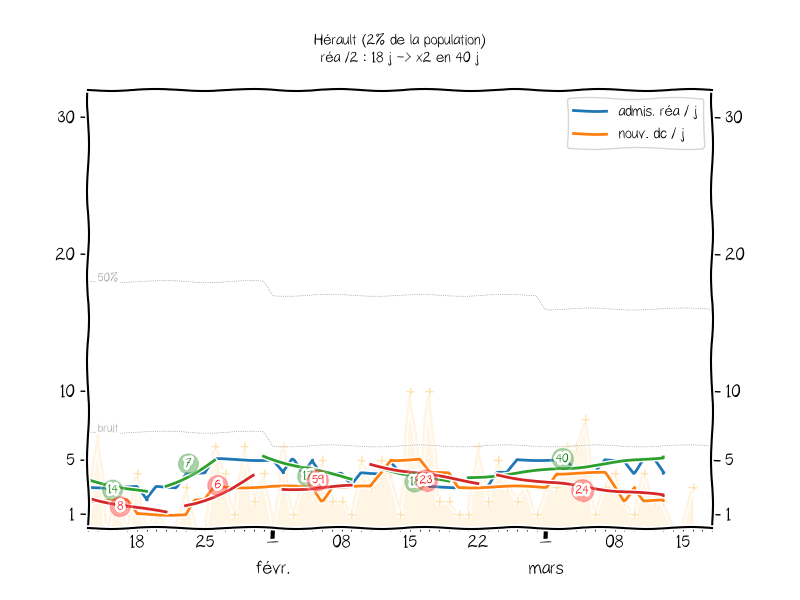 Hérault (2% de la population)
réa /2 : 18 j -> x2 en 40 j
admis. réa / j
nouv. dc / j
30 30
20 20
50%
10 10
bruit
5 5
7 40
14 59 23
8 6 24
1 1
18 25 08 15 22 08 15
févr. mars